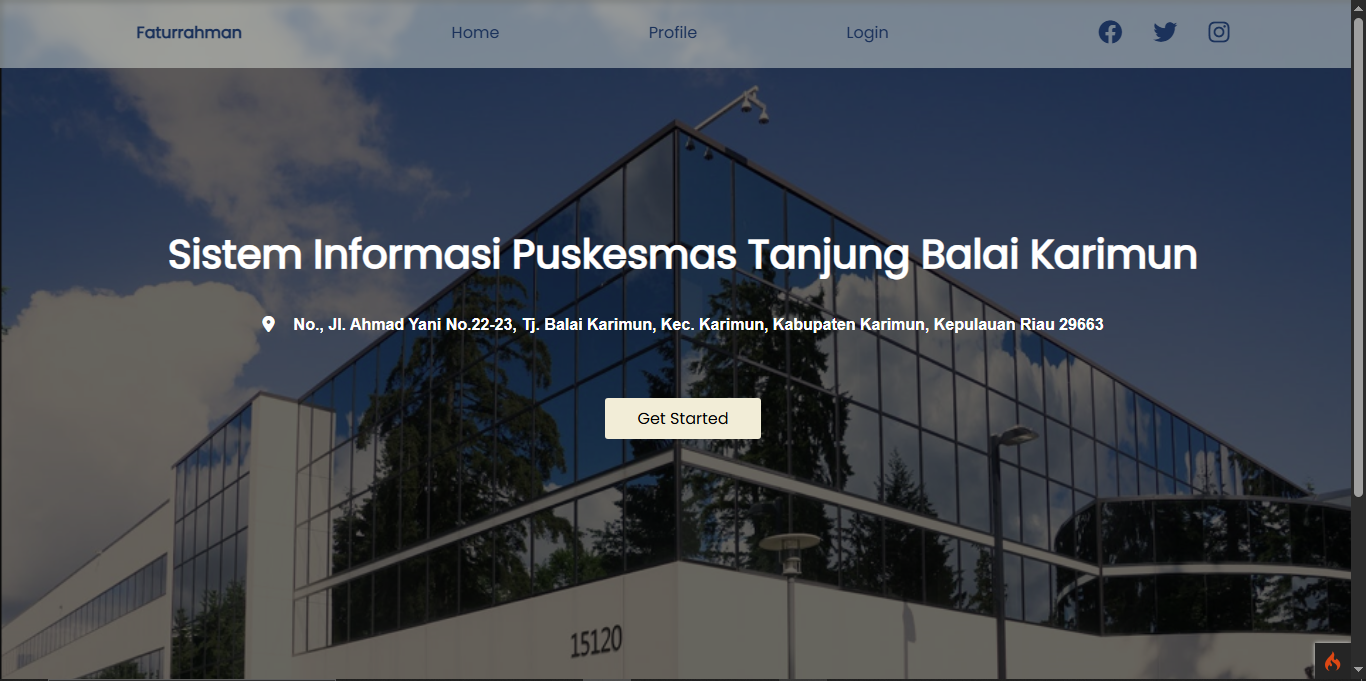 Faturrahman
Home
Profile
Login
Sistem Informasi Puskesmas Tanjung Balai Karimun
No., Jl. Ahmad Yani No.22-23, Tj. Balai Karimun, Kec. Karimun, Kabupaten Karimun, Kepulauan Riau 29663
Get Started
15120